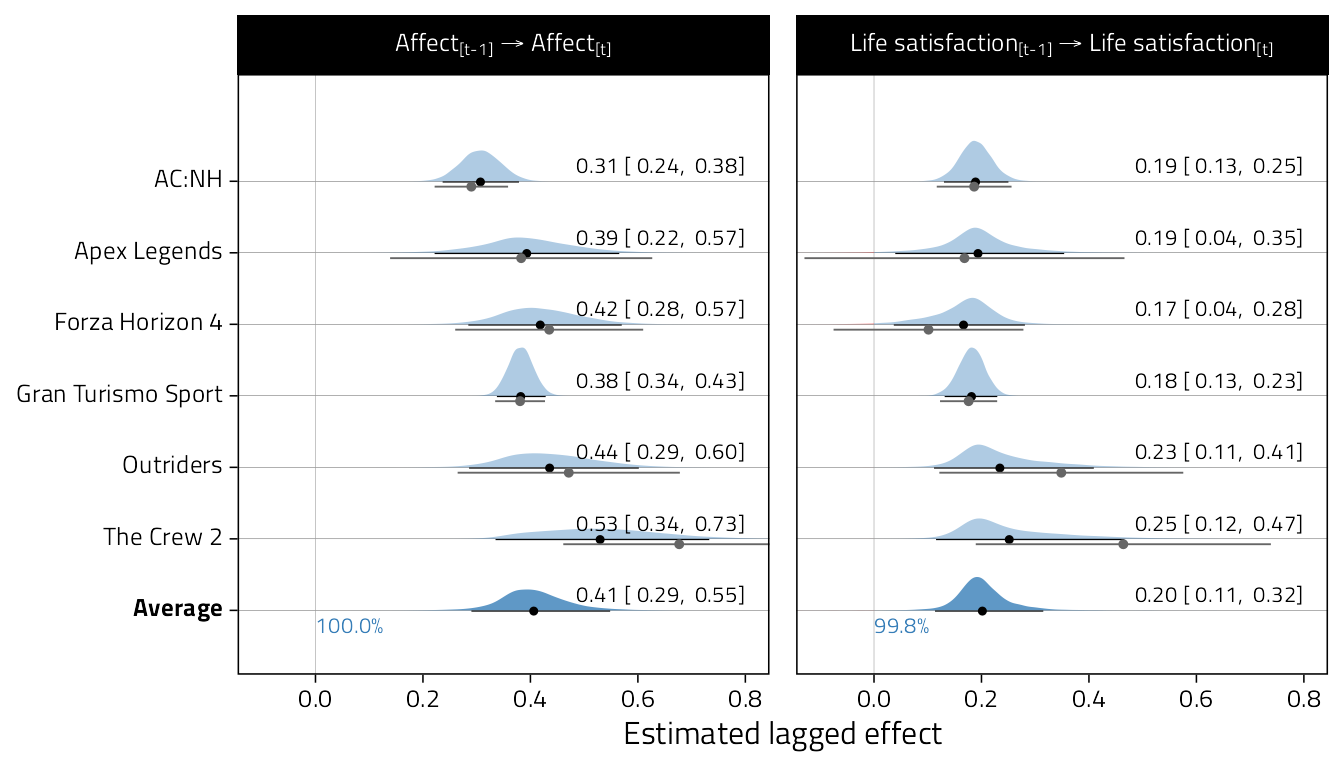 Affect[t-1] → Affect[t]
Life satisfaction[t-1] → Life satisfaction[t]
AC:NH
0.31 [ 0.24, 0.38]
0.19 [ 0.13, 0.25]
Apex Legends
0.39 [ 0.22, 0.57]
0.19 [ 0.04, 0.35]
Forza Horizon 4
0.42 [ 0.28, 0.57]
0.17 [ 0.04, 0.28]
Gran Turismo Sport
0.38 [ 0.34, 0.43]
0.18 [ 0.13, 0.23]
Outriders
0.44 [ 0.29, 0.60]
0.23 [ 0.11, 0.41]
The Crew 2
0.53 [ 0.34, 0.73]
0.25 [ 0.12, 0.47]
Average
0.41 [ 0.29, 0.55]
0.20 [ 0.11, 0.32]
100.0%
99.8%
0.0 0.2 0.4 0.6 0.8
0.0 0.2 0.4 0.6 0.8
Estimated lagged effect